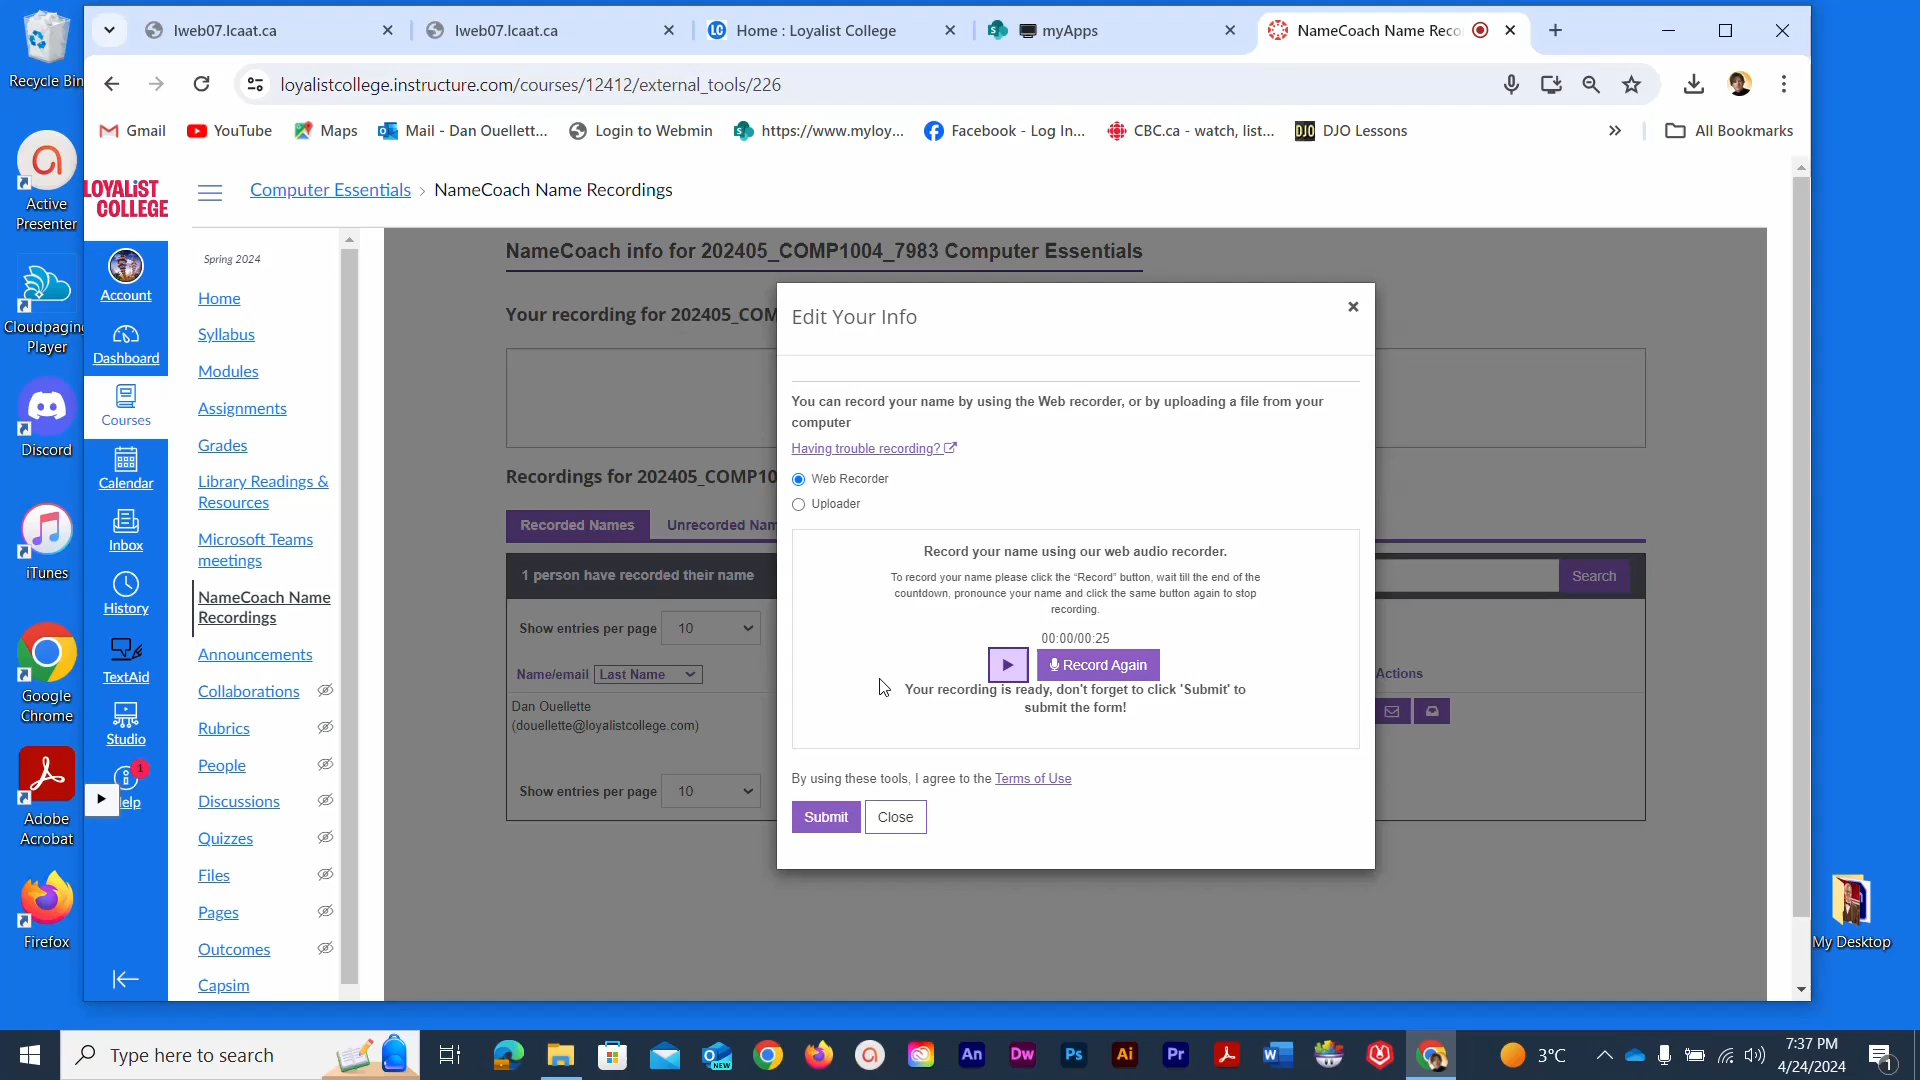 Recycle Bin
Active
Presenter
Cloudpaging
Player
Discord
iTunes
Google
Chrome
Adobe
Acrobat
Firefox
My Desktop
lweb07.lcaat.ca
lweb07.lcaat.ca
Home : Loyalist College
myApps
NameCoach Name Reco
loyalistcollege.instructure.com/courses/12412/external_tools/226
Gmail
YouTube
Maps
Mail - Dan Ouellett...
Login to Webmin
https://www.myloy...
Facebook - Log In...
CBC.ca - watch, list...
DJO Lessons
All Bookmarks
LOYALIST
COLLEGE
Computer Essentials › NameCoach Name Recordings
Account
Dashboard
Courses
Calendar
Inbox
History
TextAid
Studio
1
elp
Spring 2024
Home
Syllabus
Modules
Assignments
Grades
Library Readings &
Resources
Microsoft Teams
meetings
NameCoach Name
Recordings
Announcements
Collaborations
Rubrics
People
Discussions
Quizzes
Files
Pages
Outcomes
Capsim
NameCoach info for 202405_COMP1004_7983 Computer Essentials
Your recording for 202405_COM
Recordings for 202405_COMP10
Recorded Names
Unrecorded Nam
1 person have recorded their name
Search
Show entries per page 10
Name/email Last Name
Actions
Dan Ouellette
(douellette@loyalistcollege.com)
Show entries per page 10
Edit Your Info
×
You can record your name by using the Web recorder, or by uploading a file from your
computer
Having trouble recording?
Web Recorder
Uploader
Record your name using our web audio recorder.
To record your name please click the “Record” button, wait till the end of the
countdown, pronounce your name and click the same button again to stop
recording.
00:00/00:25
Record Again
Your recording is ready, don't forget to click 'Submit' to
submit the form!
By using these tools, I agree to the Terms of Use
Submit
Close
Type here to search
NEW
An
Dw
Ps
Ai
Pr
3°C
7:37 PM
4/24/2024
1